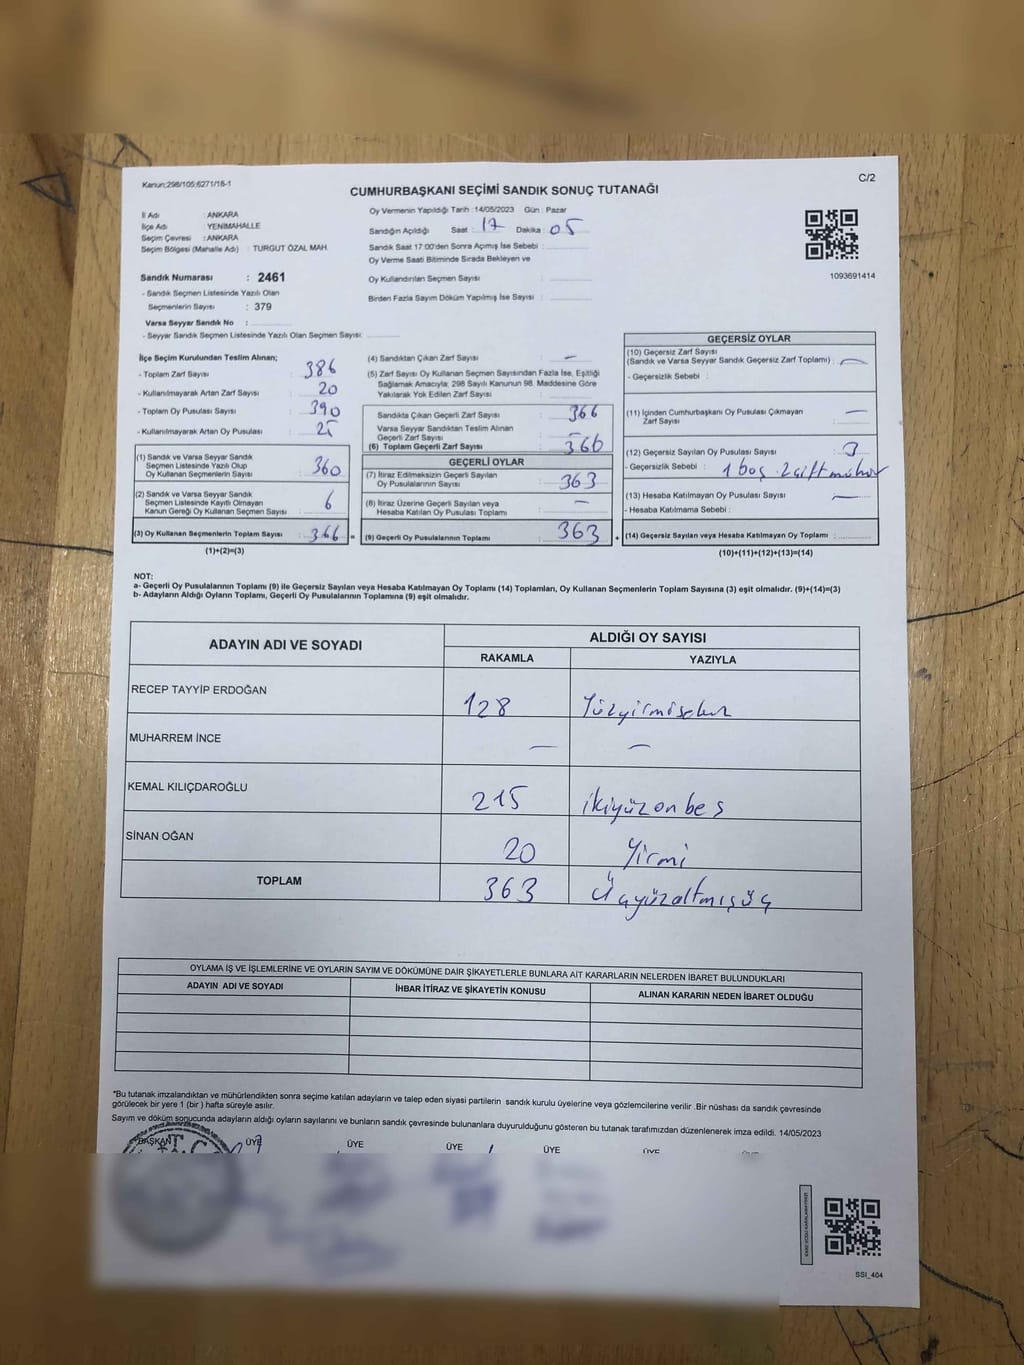 Kanun:298/105;6271/16-1
C/2
CUMHURBAŞKANI SEÇİMİ SANDIK SONUÇ TUTANAĞI
İl Adı : ANKARA
İlçe Adı : YENİMAHALLE
Seçim Çevresi : ANKARA
Seçim Bölgesi (Mahalle Adı) : TURGUT ÖZAL MAH.
Sandık Numarası : 2461
- Sandık Seçmen Listesinde Yazılı Olan
Seçmenlerin Sayısı : 379
Varsa Seyyar Sandık No :
- Seyyar Sandık Seçmen Listesinde Yazılı Olan Seçmen Sayısı:
Oy Vermenin Yapıldığı Tarih :14/05/2023 Gün : Pazar
Sandığın Açıldığı Saat : 17 Dakika : 05
Sandık Saat 17:00'den Sonra Açımış İse Sebebi :
Oy Verme Saati Bitiminde Sırada Bekleyen ve
Oy Kullandırılan Seçmen Sayısı :
Birden Fazla Sayım Döküm Yapılmış İse Sayısı :
1093691414
İlçe Seçim Kurulundan Teslim Alınan;
- Toplam Zarf Sayısı : 386
- Kullanılmayarak Artan Zarf Sayısı : 20
- Toplam Oy Pusulası Sayısı : 390
- Kullanılmayarak Artan Oy Pusulası : 25
(1) Sandık ve Varsa Seyyar Sandık
Seçmen Listesinde Yazılı Olup
Oy Kullanan Seçmenlerin Sayısı : 360
(2) Sandık ve Varsa Seyyar Sandık
Seçmen Listesinde Kayıtlı Olmayan
Kanun Gereği Oy Kullanan Seçmen Sayısı : 6
(3) Oy Kullanan Seçmenlerin Toplam Sayısı : 366 =
(1)+(2)=(3)
(4) Sandıktan Çıkan Zarf Sayısı : —
(5) Zarf Sayısı Oy Kullanan Seçmen Sayısından Fazla İse, Eşitliği
Sağlamak Amacıyla; 298 Sayılı Kanunun 98. Maddesine Göre
Yakılarak Yok Edilen Zarf Sayısı :
Sandıkta Çıkan Geçerli Zarf Sayısı : 366
Varsa Seyyar Sandıktan Teslim Alınan
Geçerli Zarf Sayısı : —
(6) Toplam Geçerli Zarf Sayısı : 366
GEÇERLİ OYLAR
(7) İtiraz Edilmeksizin Geçerli Sayılan
Oy Pusulalarının Sayısı : 363
(8) İtiraz Üzerine Geçerli Sayılan veya
Hesaba Katılan Oy Pusulası Toplamı : —
(9) Geçerli Oy Pusulalarının Toplamı : 363 +
GEÇERSİZ OYLAR
(10) Geçersiz Zarf Sayısı
(Sandık ve Varsa Seyyar Sandık Geçersiz Zarf Toplamı) : —
- Geçersizlik Sebebi :
(11) İçinden Cumhurbaşkanı Oy Pusulası Çıkmayan
Zarf Sayısı : —
(12) Geçersiz Sayılan Oy Pusulası Sayısı : 3
- Geçersizlik Sebebi : 1 boş 2 çift mühür
(13) Hesaba Katılmayan Oy Pusulası Sayısı : —
- Hesaba Katılmama Sebebi :
(14) Geçersiz Sayılan veya Hesaba Katılmayan Oy Toplamı :
(10)+(11)+(12)+(13)=(14)
NOT:
a- Geçerli Oy Pusulalarının Toplamı (9) ile Geçersiz Sayılan veya Hesaba Katılmayan Oy Toplamı (14) Toplamları, Oy Kullanan Seçmenlerin Toplam Sayısına (3) eşit olmalıdır. (9)+(14)=(3)
b- Adayların Aldığı Oyların Toplamı, Geçerli Oy Pusulalarının Toplamına (9) eşit olmalıdır.
ADAYIN ADI VE SOYADI ALDIĞI OY SAYISI
RAKAMLA YAZIYLA
RECEP TAYYİP ERDOĞAN 128 Yüzyirmisekiz
MUHARREM İNCE — —
KEMAL KILIÇDAROĞLU 215 ikiyüzonbeş
SİNAN OĞAN 20 Yirmi
TOPLAM 363 Üçyüzaltmışüç
OYLAMA İŞ VE İŞLEMLERİNE VE OYLARIN SAYIM VE DÖKÜMÜNE DAİR ŞİKAYETLERLE BUNLARA AİT KARARLARIN NELERDEN İBARET BULUNDUKLARI
ADAYIN ADI VE SOYADI İHBAR İTİRAZ VE ŞİKAYETİN KONUSU ALINAN KARARIN NEDEN İBARET OLDUĞU
*Bu tutanak imzalandıktan ve mühürlendikten sonra seçime katılan adayların ve talep eden siyasi partilerin sandık kurulu üyelerine veya gözlemcilerine verilir .Bir nüshası da sandık çevresinde
görülecek bir yere 1 (bir ) hafta süreyle asılır.
Sayım ve döküm sonucunda adayların aldığı oyların sayılarını ve bunların sandık çevresinde bulunanlara duyurulduğunu gösteren bu tutanak tarafımızdan düzenlenerek imza edildi. 14/05/2023
BAŞKAN ÜYE ÜYE ÜYE ÜYE ÜYE
T.C.
SSI_404